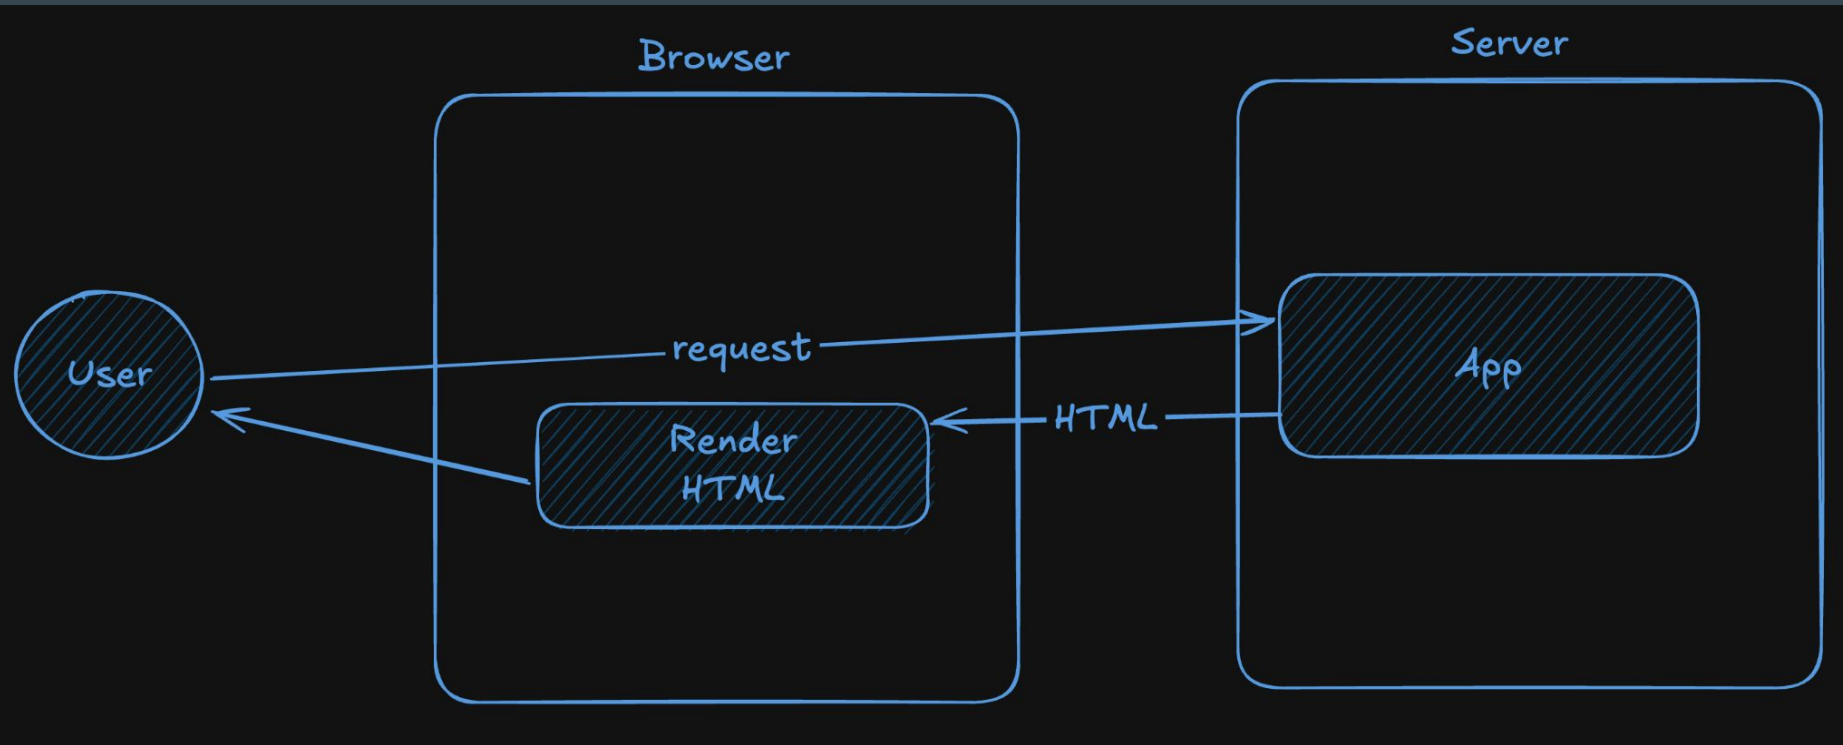 Browser
Server
User
request
App
HTML
Render
HTML